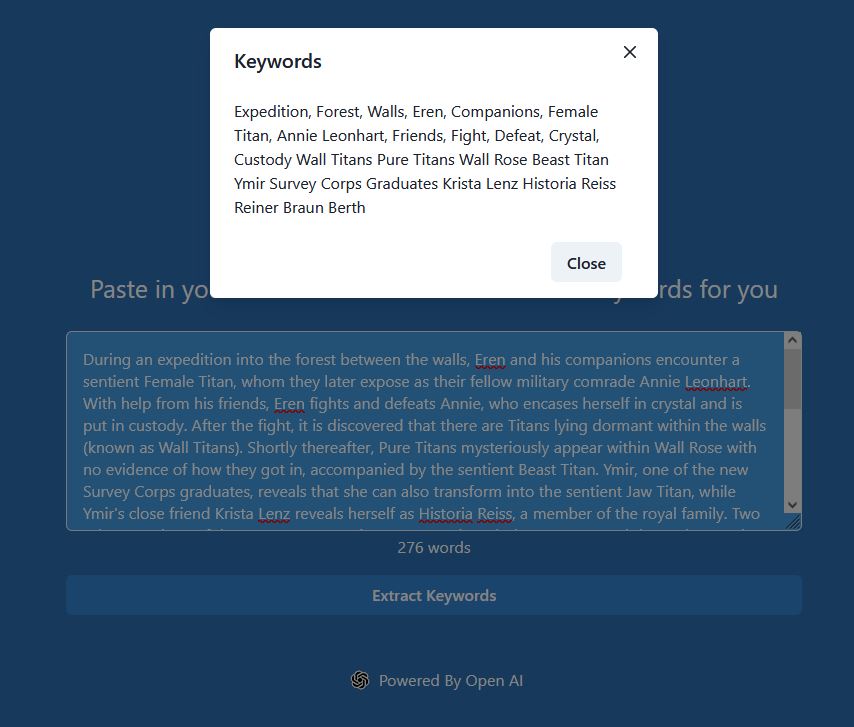 Keywords
Expedition, Forest, Walls, Eren, Companions, Female
Titan, Annie Leonhart, Friends, Fight, Defeat, Crystal,
Custody Wall Titans Pure Titans Wall Rose Beast Titan
Ymir Survey Corps Graduates Krista Lenz Historia Reiss
Reiner Braun Berth
Close
Paste in yo rds for you
During an expedition into the forest between the walls, Eren and his companions encounter a
sentient Female Titan, whom they later expose as their fellow military comrade Annie Leonhart.
With help from his friends, Eren fights and defeats Annie, who encases herself in crystal and is
put in custody. After the fight, it is discovered that there are Titans lying dormant within the walls
(known as Wall Titans). Shortly thereafter, Pure Titans mysteriously appear within Wall Rose with
no evidence of how they got in, accompanied by the sentient Beast Titan. Ymir, one of the new
Survey Corps graduates, reveals that she can also transform into the sentient Jaw Titan, while
Ymir's close friend Krista Lenz reveals herself as Historia Reiss, a member of the royal family. Two
276 words
Extract Keywords
Powered By Open AI